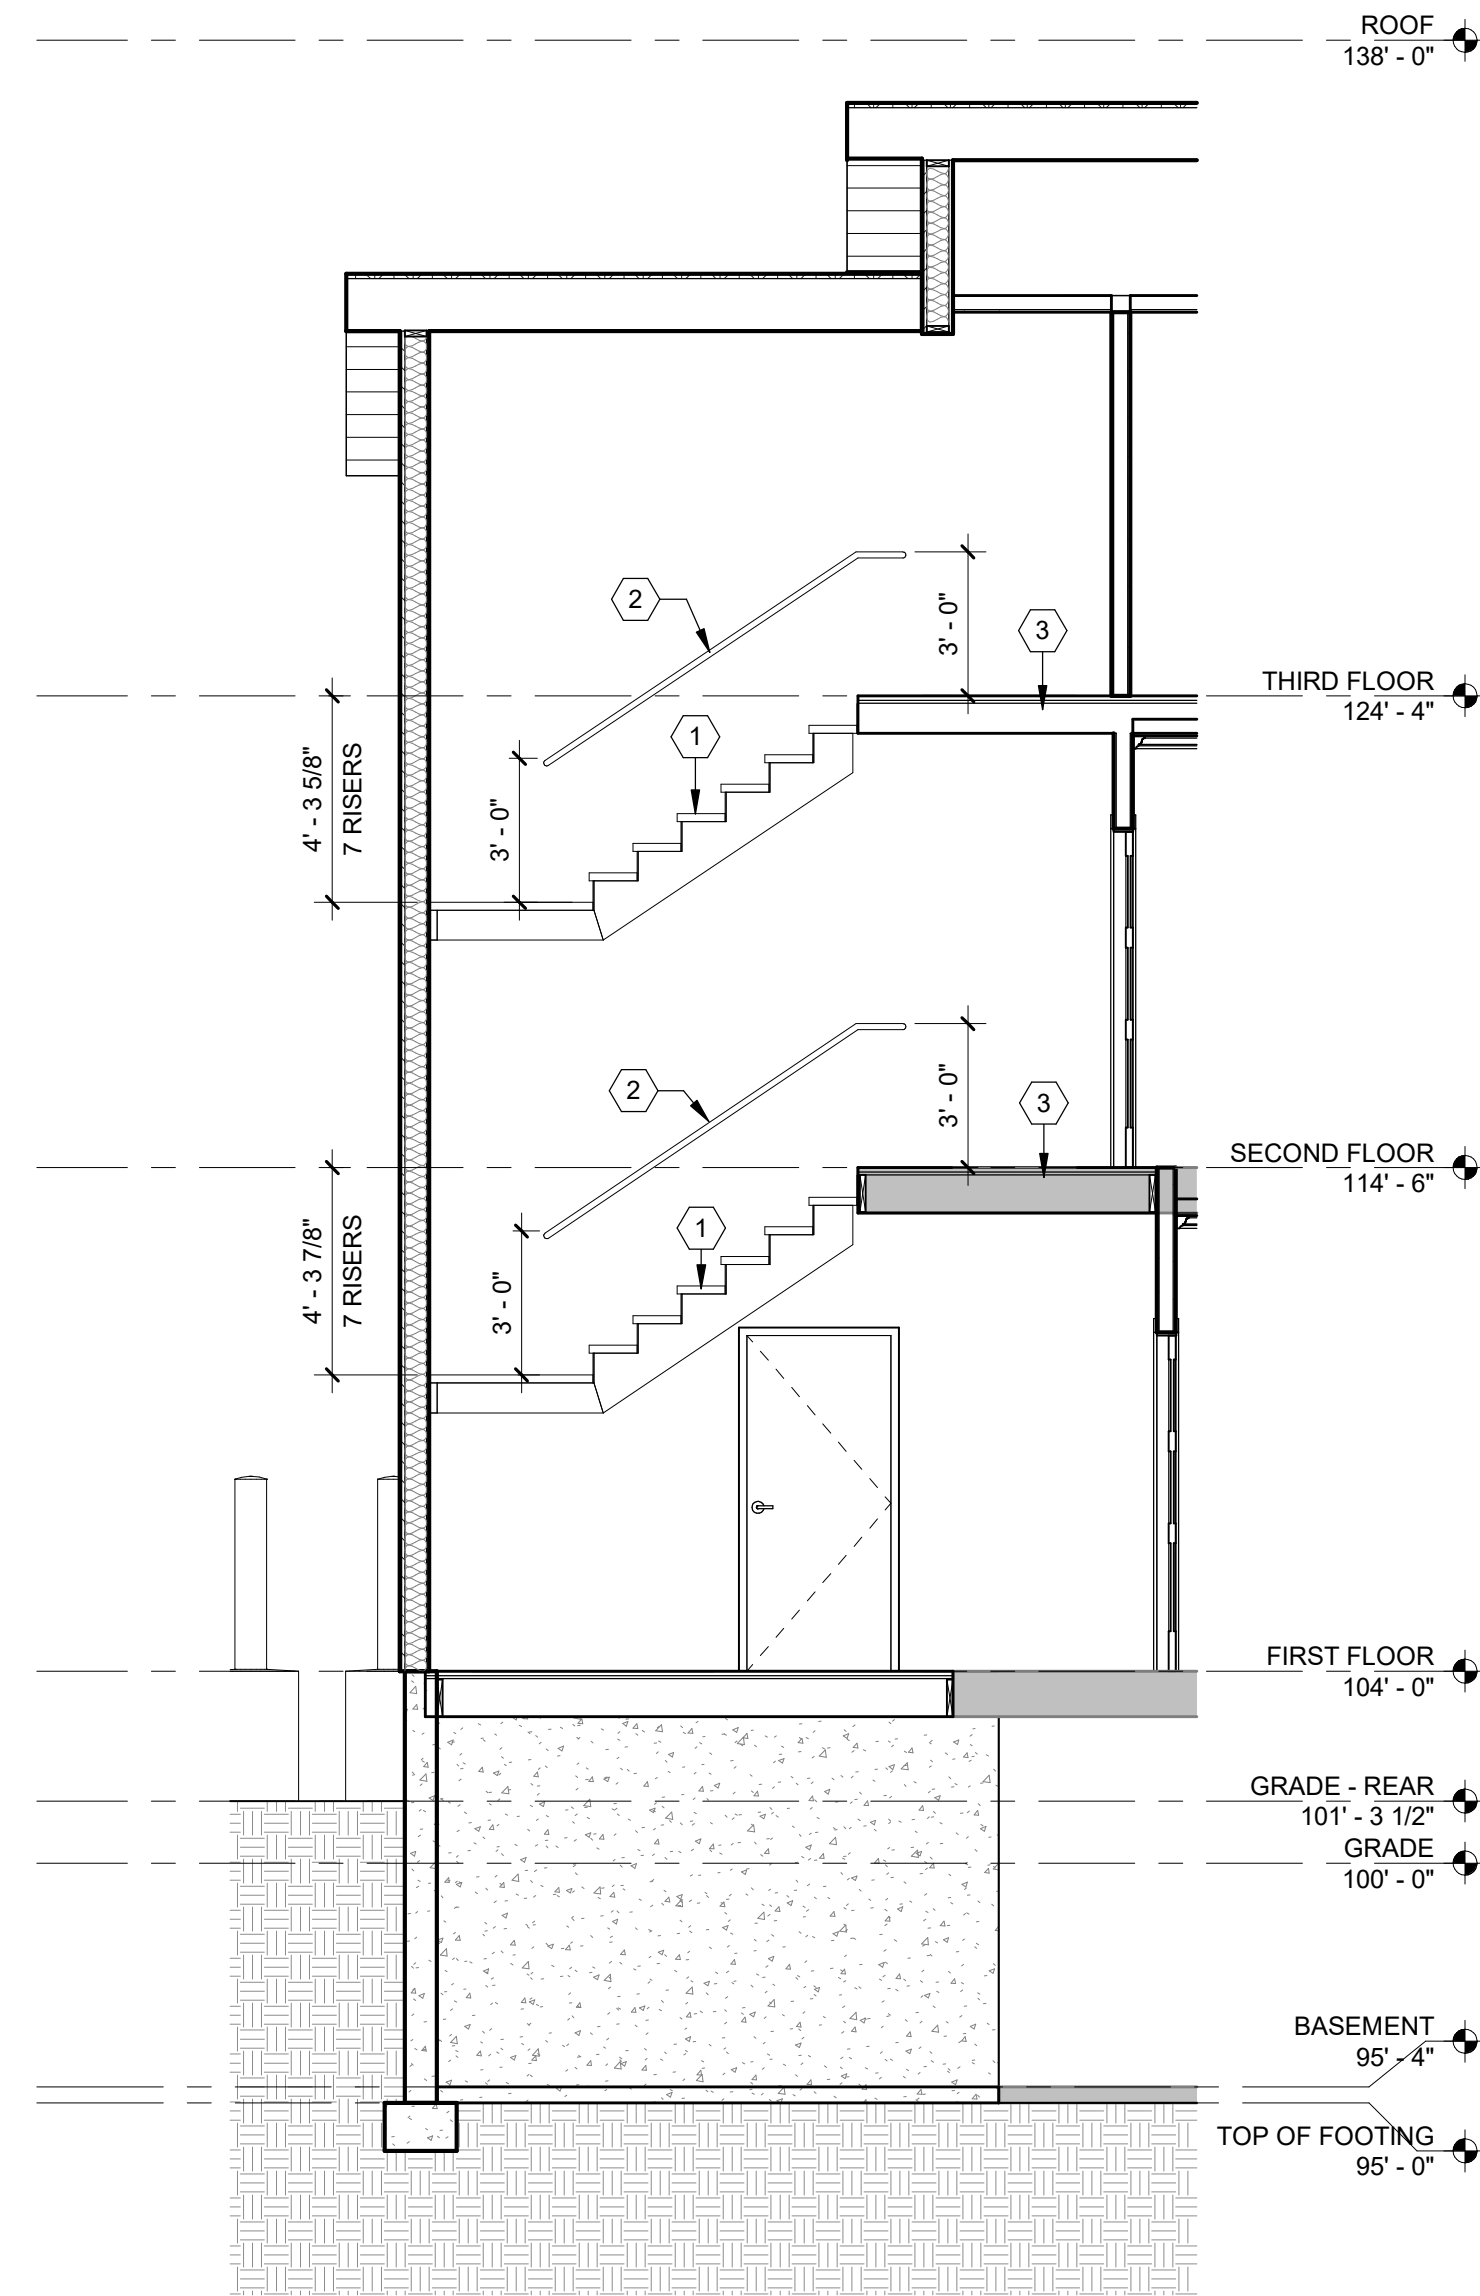 ROOF
138' - 0"
2
3' - 0"
3
THIRD FLOOR
124' - 4"
1
4' - 3 5/8"
7 RISERS
3' - 0"
2
3' - 0"
3
SECOND FLOOR
114' - 6"
1
4' - 3 7/8"
7 RISERS
3' - 0"
FIRST FLOOR
104' - 0"
GRADE - REAR
101' - 3 1/2"
GRADE
100' - 0"
BASEMENT
95' - 4"
TOP OF FOOTING
95' - 0"